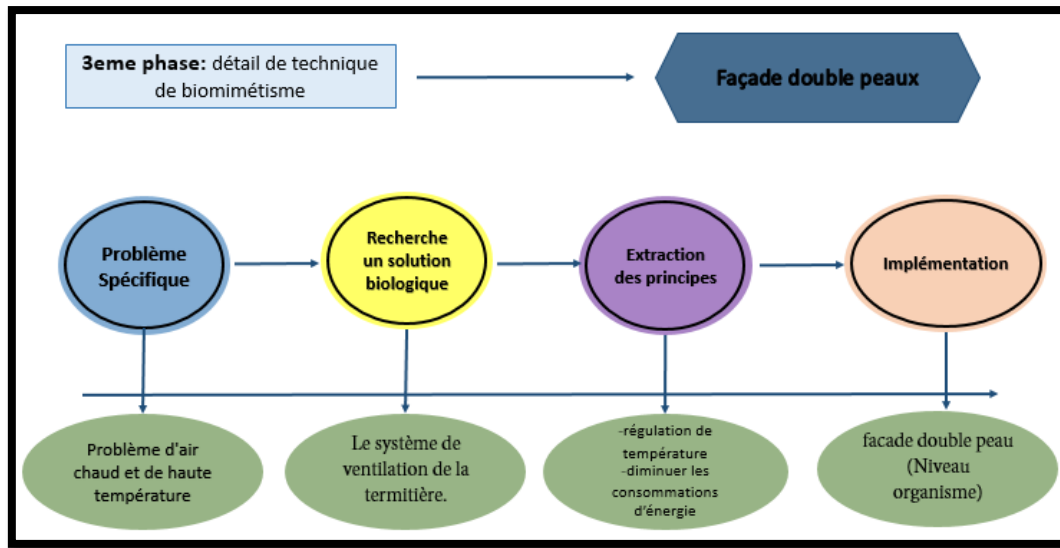 3eme phase: détail de technique
de biomimétisme
Façade double peaux
Problème
Spécifique
Recherche
un solution
biologique
Extraction
des principes
Implémentation
Problème d'air
chaud et de haute
température
Le système de
ventilation de la
termitière.
-régulation de
température
-diminuer les
consommations
d'énergie
facade double peau
(Niveau
organisme)